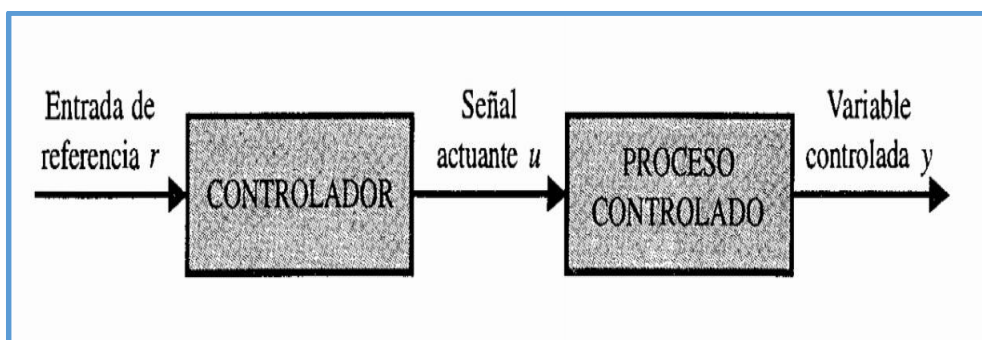 Entrada de
referencia r
CONTROLADOR
Señal
actuante u
PROCESO
CONTROLADO
Variable
controlada y